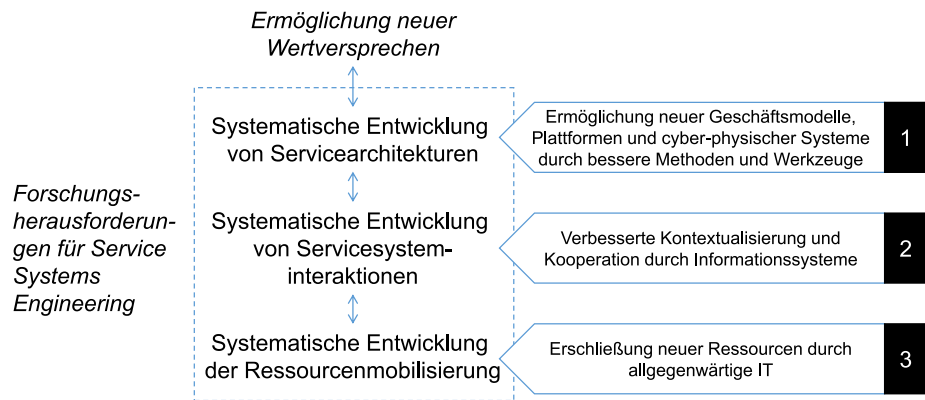 Ermöglichung neuer
Wertversprechen
Systematische Entwicklung
von Servicearchitekturen
Ermöglichung neuer Geschäftsmodelle,
Plattformen und cyber-physischer Systeme
durch bessere Methoden und Werkzeuge
1
Forschungs-
herausforderun-
gen für Service
Systems
Engineering
Systematische Entwicklung
von Servicesystem-
interaktionen
Verbesserte Kontextualisierung und
Kooperation durch Informationssysteme
2
Systematische Entwicklung
der Ressourcenmobilisierung
Erschließung neuer Ressourcen durch
allgegenwärtige IT
3